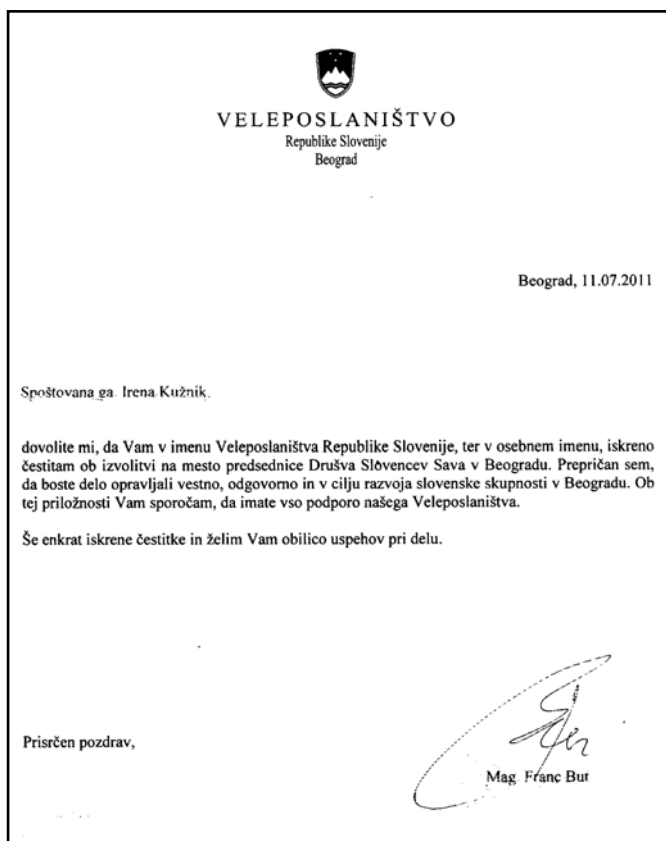 VELEPOSLANIŠTVO
Republike Slovenije
Beograd
Beograd, 11.07.2011
Spoštovana ga. Irena Kužnik.
dovolite mi, da Vam v imenu Veleposlaništva Republike Slovenije, ter v osebnem imenu, iskreno
čestitam ob izvolitvi na mesto predsednice Drušva Slovencev Sava v Beogradu. Prepričan sem,
da boste delo opravljali vestno, odgovorno in v cilju razvoja slovenske skupnosti v Beogradu. Ob
tej priložnosti Vam sporočam, da imate vso podporo našega Veleposlaništva.
Še enkrat iskrene čestitke in želim Vam obilico uspehov pri delu.
Prisrčen pozdrav,
Mag. Franc But